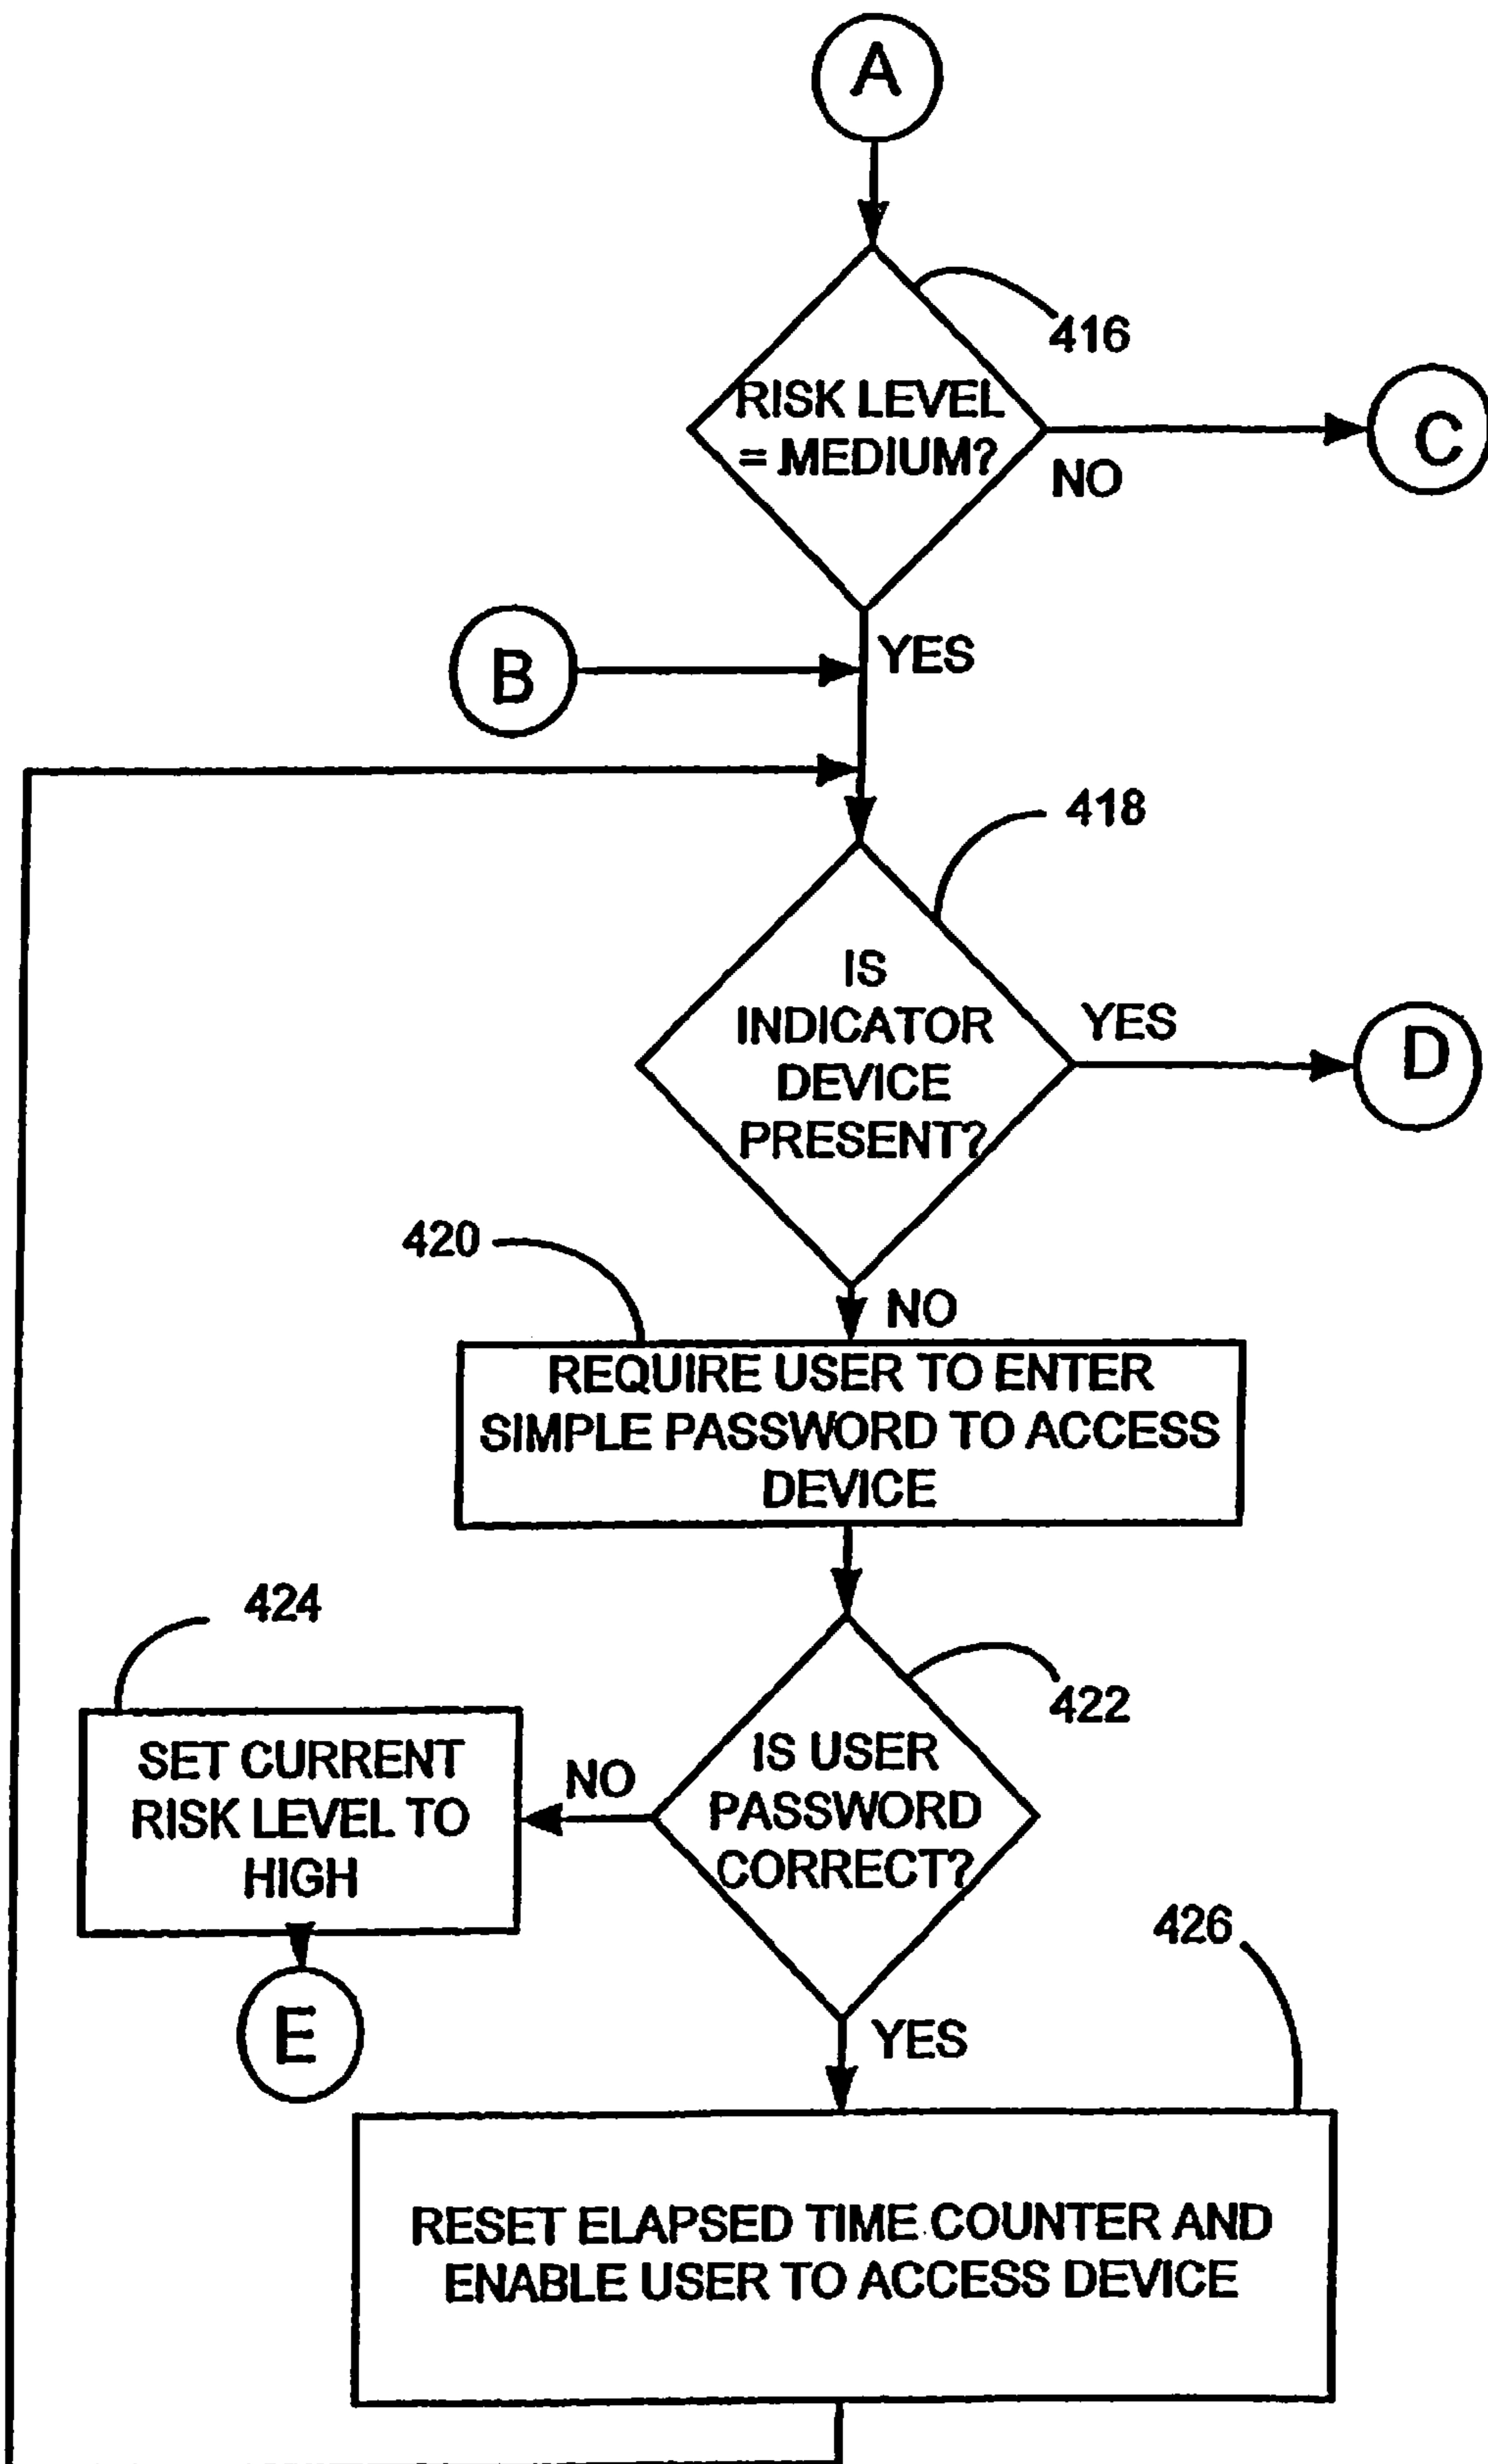 A
416
RISK LEVEL
= MEDIUM?
NO
C
YES
B
418
IS
INDICATOR
DEVICE
PRESENT?
YES
D
420
NO
REQUIRE USER TO ENTER
SIMPLE PASSWORD TO ACCESS
DEVICE
424
422
SET CURRENT
RISK LEVEL TO
HIGH
NO
IS USER
PASSWORD
CORRECT?
426
E
YES
RESET ELAPSED TIME COUNTER AND
ENABLE USER TO ACCESS DEVICE